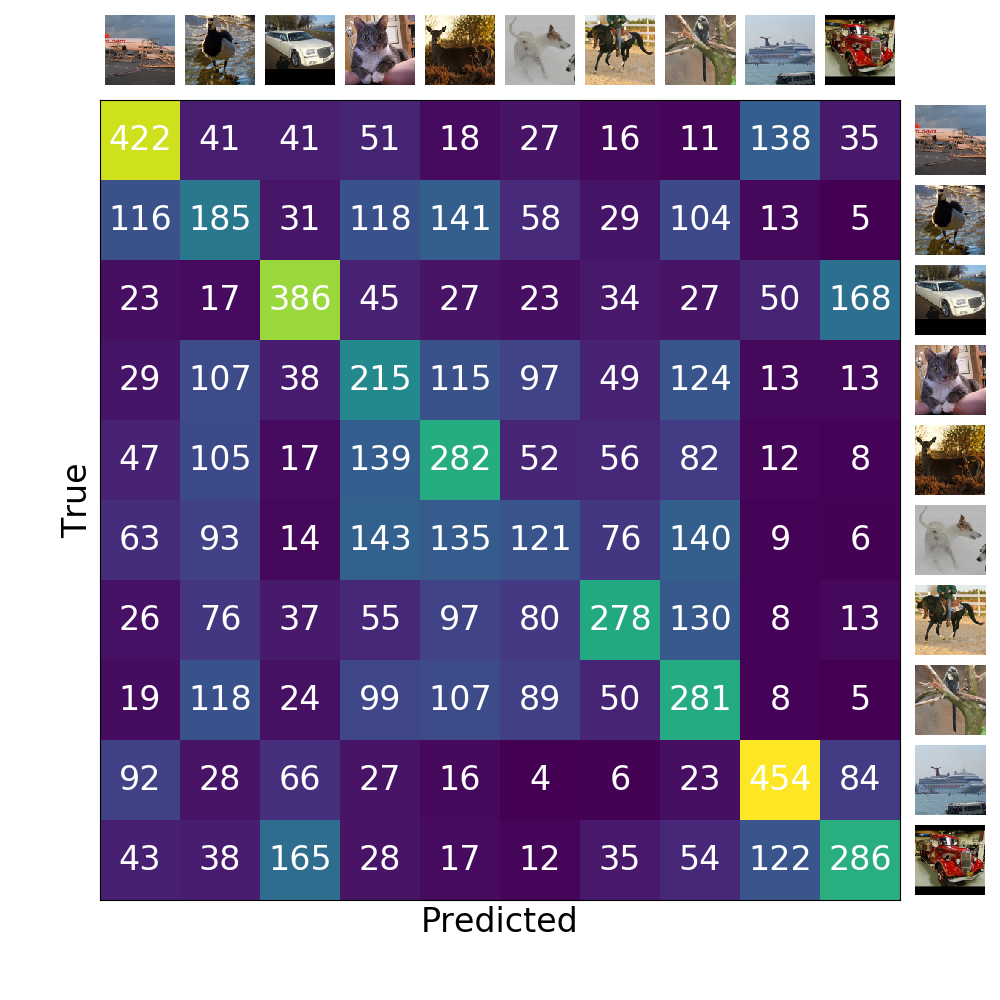 422 41 41 51 18 27 16 11 138 35
116 185 31 118 141 58 29 104 13 5
23 17 386 45 27 23 34 27 50 168
29 107 38 215 115 97 49 124 13 13
47 105 17 139 282 52 56 82 12 8
63 93 14 143 135 121 76 140 9 6
26 76 37 55 97 80 278 130 8 13
19 118 24 99 107 89 50 281 8 5
92 28 66 27 16 4 6 23 454 84
43 38 165 28 17 12 35 54 122 286
True
Predicted